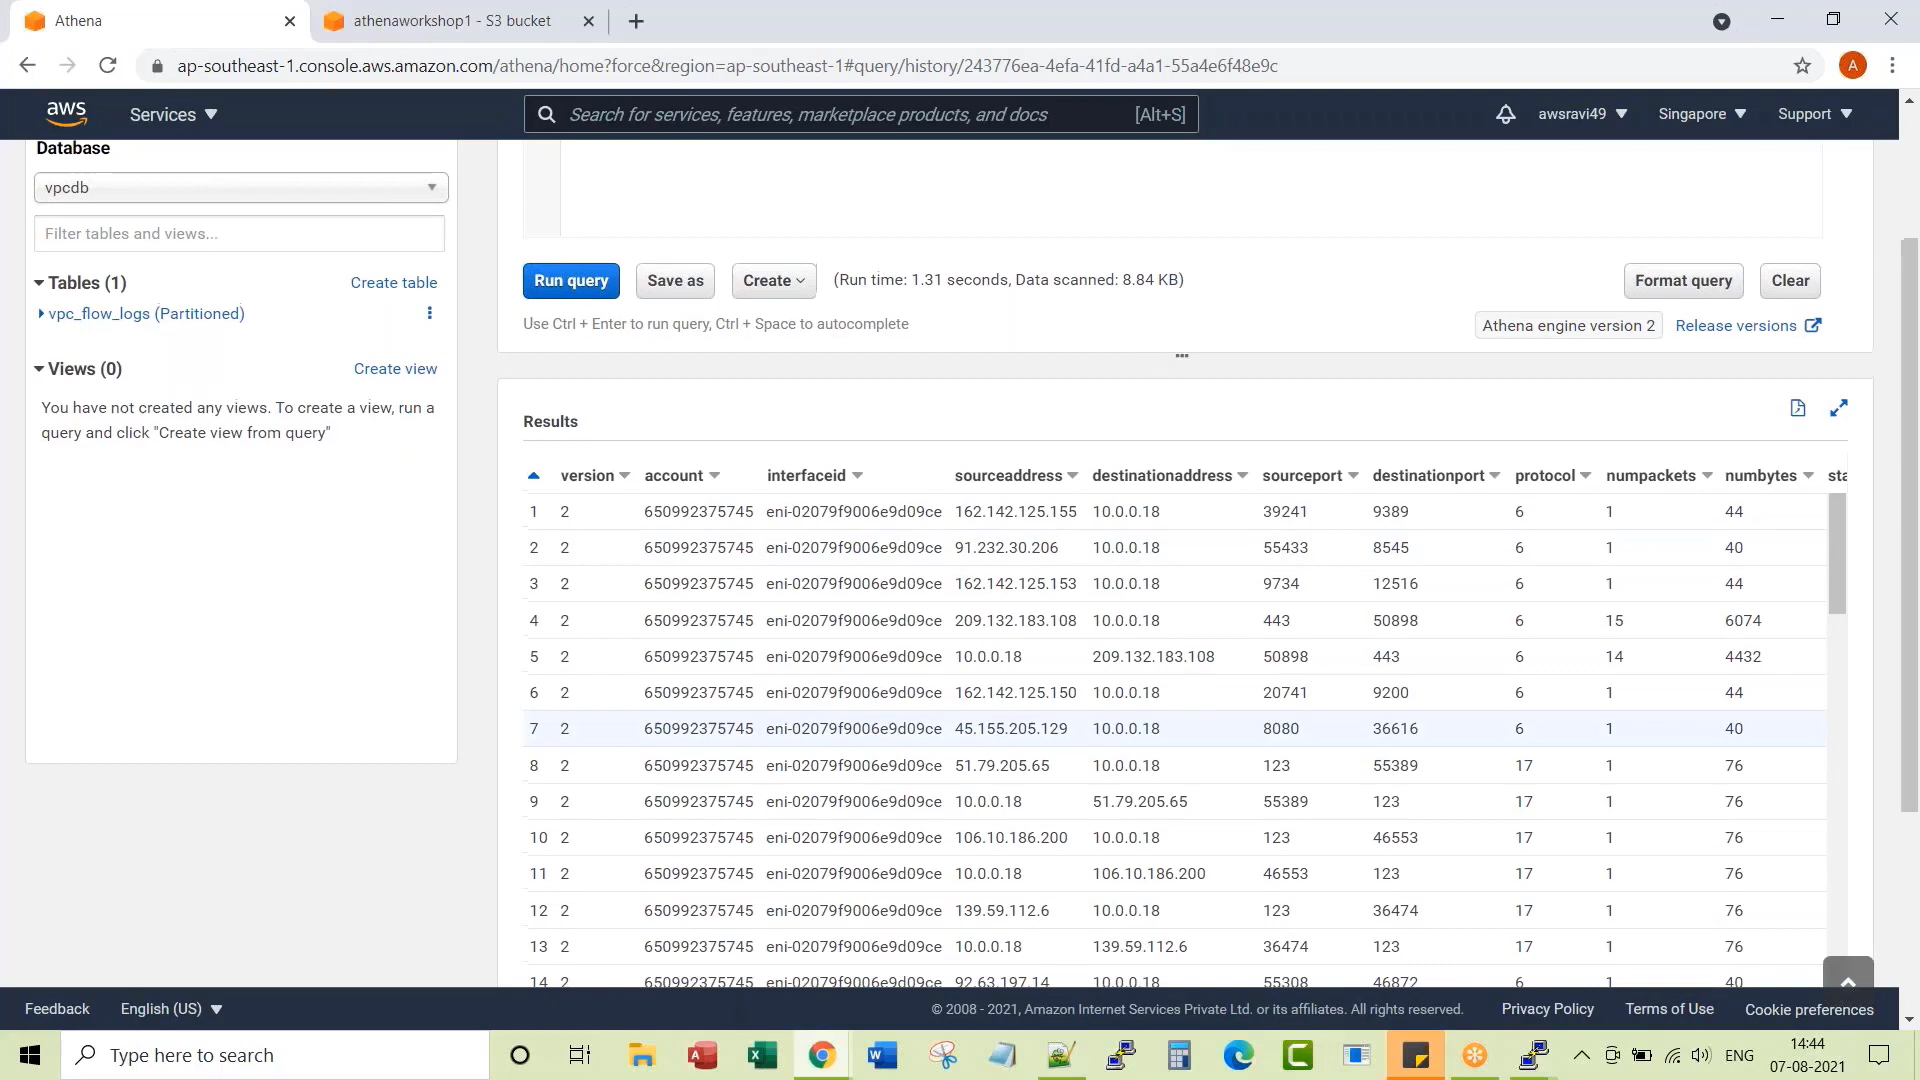 Athena
athenaworkshop1 - S3 bucket
ap-southeast-1.console.aws.amazon.com/athena/home?force&region=ap-southeast-1#query/history/243776ea-4efa-41fd-a4a1-55a4e6f48e9c
A
aws
Services
Search for services, features, marketplace products, and docs [Alt+S]
awsravi49
Singapore
Support
Database
vpcdb
Filter tables and views...
Tables (1) Create table
vpc_flow_logs (Partitioned)
Views (0) Create view
You have not created any views. To create a view, run a
query and click "Create view from query"
Run query Save as Create (Run time: 1.31 seconds, Data scanned: 8.84 KB) Format query Clear
Use Ctrl + Enter to run query, Ctrl + Space to autocomplete
Athena engine version 2 Release versions
Results
version account interfaceid sourceaddress destinationaddress sourceport destinationport protocol numpackets numbytes sta
1 2 650992375745 eni-02079f9006e9d09ce 162.142.125.155 10.0.0.18 39241 9389 6 1 44
2 2 650992375745 eni-02079f9006e9d09ce 91.232.30.206 10.0.0.18 55433 8545 6 1 40
3 2 650992375745 eni-02079f9006e9d09ce 162.142.125.153 10.0.0.18 9734 12516 6 1 44
4 2 650992375745 eni-02079f9006e9d09ce 209.132.183.108 10.0.0.18 443 50898 6 15 6074
5 2 650992375745 eni-02079f9006e9d09ce 10.0.0.18 209.132.183.108 50898 443 6 14 4432
6 2 650992375745 eni-02079f9006e9d09ce 162.142.125.150 10.0.0.18 20741 9200 6 1 44
7 2 650992375745 eni-02079f9006e9d09ce 45.155.205.129 10.0.0.18 8080 36616 6 1 40
8 2 650992375745 eni-02079f9006e9d09ce 51.79.205.65 10.0.0.18 123 55389 17 1 76
9 2 650992375745 eni-02079f9006e9d09ce 10.0.0.18 51.79.205.65 55389 123 17 1 76
10 2 650992375745 eni-02079f9006e9d09ce 106.10.186.200 10.0.0.18 123 46553 17 1 76
11 2 650992375745 eni-02079f9006e9d09ce 10.0.0.18 106.10.186.200 46553 123 17 1 76
12 2 650992375745 eni-02079f9006e9d09ce 139.59.112.6 10.0.0.18 123 36474 17 1 76
13 2 650992375745 eni-02079f9006e9d09ce 10.0.0.18 139.59.112.6 36474 123 17 1 76
14 2 650992375745 eni-02079f9006e9d09ce 92.63.197.14 10.0.0.18 55308 46872 6 1 40
Feedback English (US) © 2008 - 2021, Amazon Internet Services Private Ltd. or its affiliates. All rights reserved. Privacy Policy Terms of Use Cookie preferences
Type here to search
ENG
14:44
07-08-2021